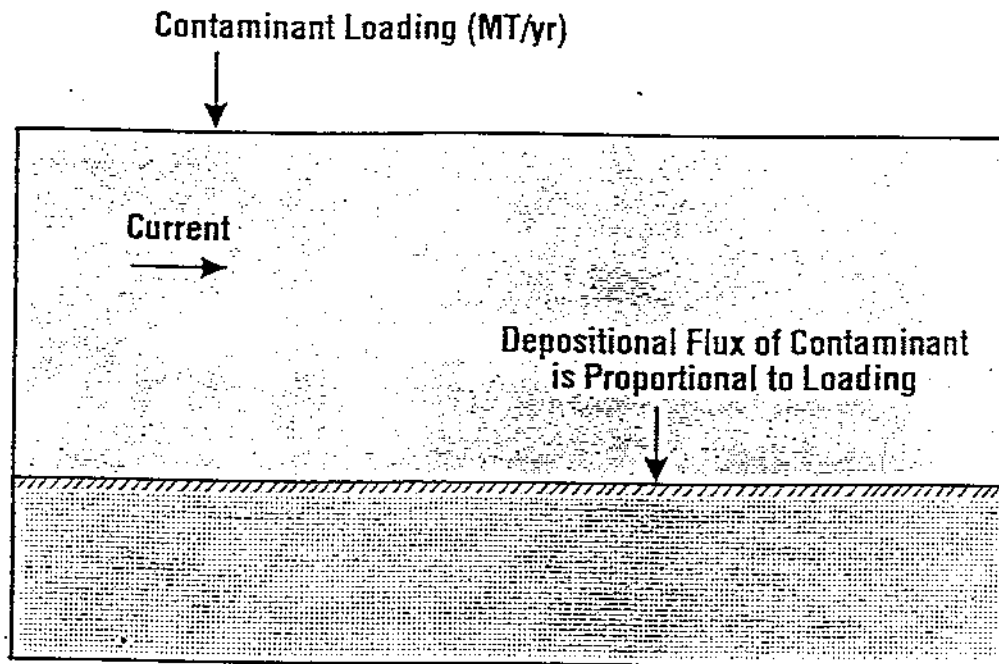 Contaminant Loading (MT/yr)
Current
Depositional Flux of Contaminant
is Proportional to Loading